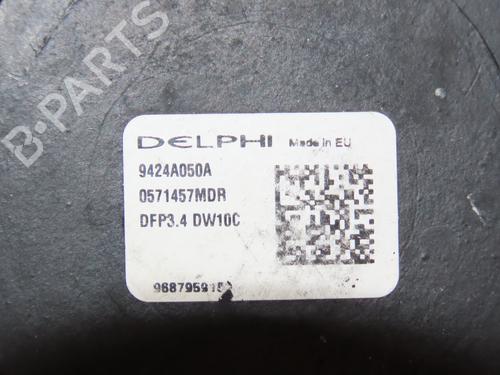 B-PARTS
DELPHI Made in EU
9424A050A
0571457MDR
DFP3.4 DW10C